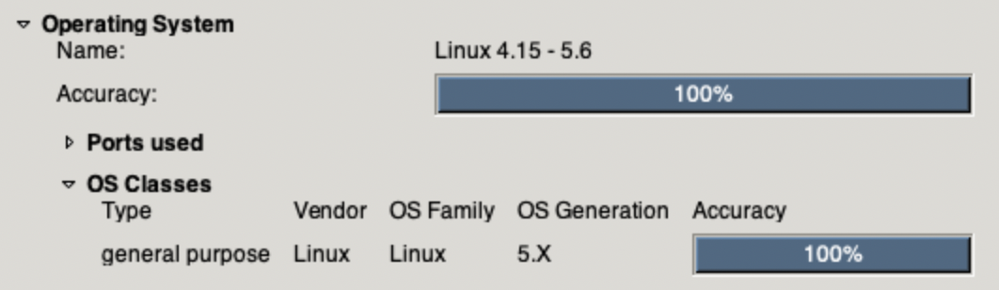 Operating System
Name: Linux 4.15 - 5.6
Accuracy: 100%
Ports used
OS Classes
Type Vendor OS Family OS Generation Accuracy
general purpose Linux Linux 5.X 100%